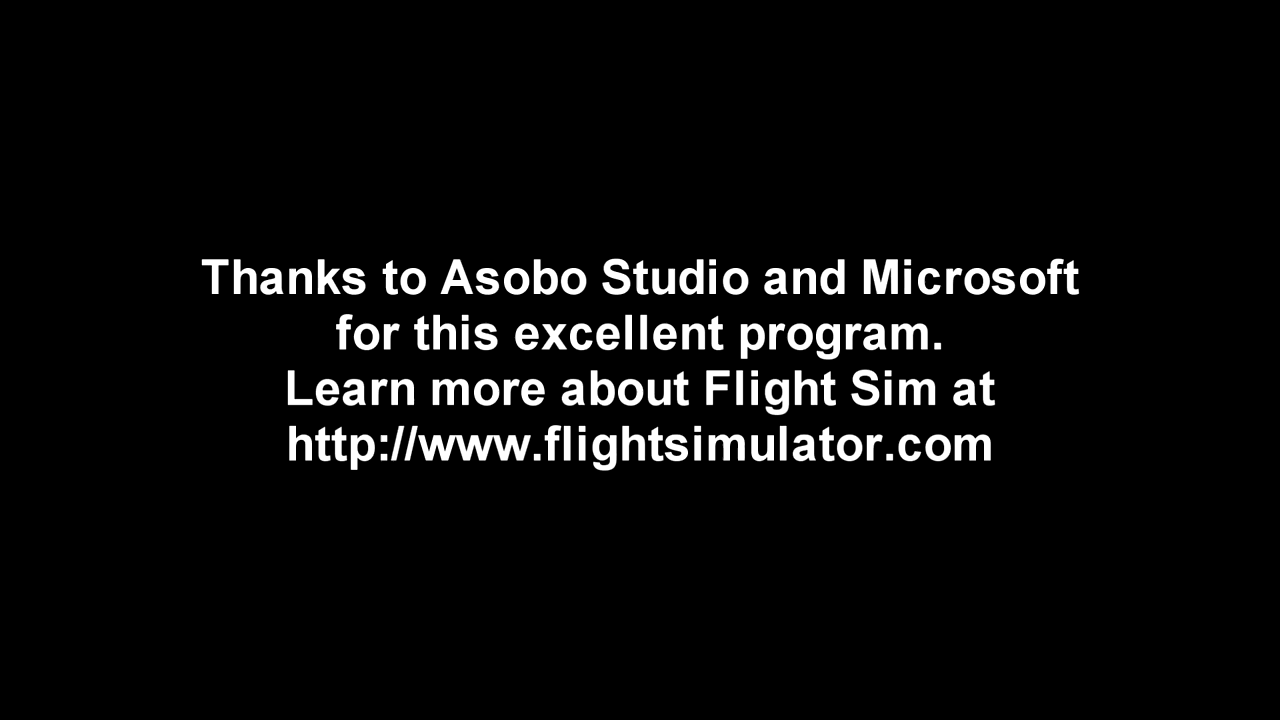 Thanks to Asobo Studio and Microsoft
for this excellent program.
Learn more about Flight Sim at
http://www.flightsimulator.com